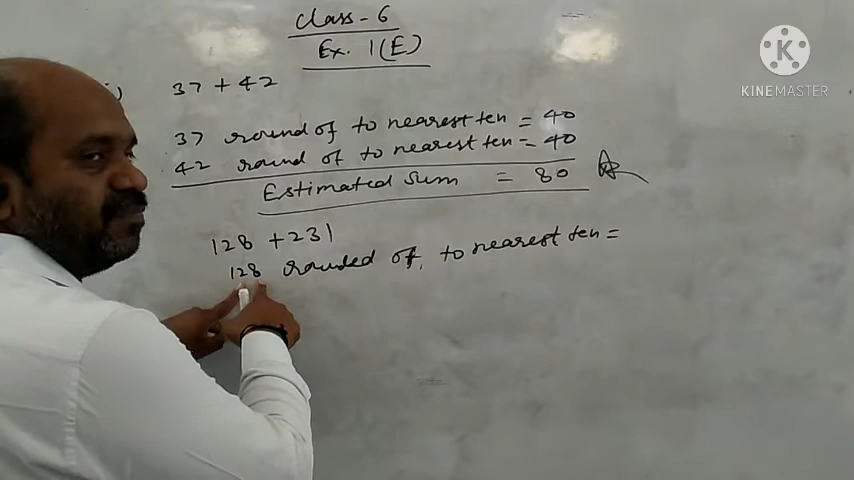 Class - 6
Ex. 1(E)
KINEMASTER
37 + 42
37 round of to nearest ten = 40
42 round of to nearest ten = 40
Estimated Sum = 80
128 + 231
128 rouded of, to nearest ten =